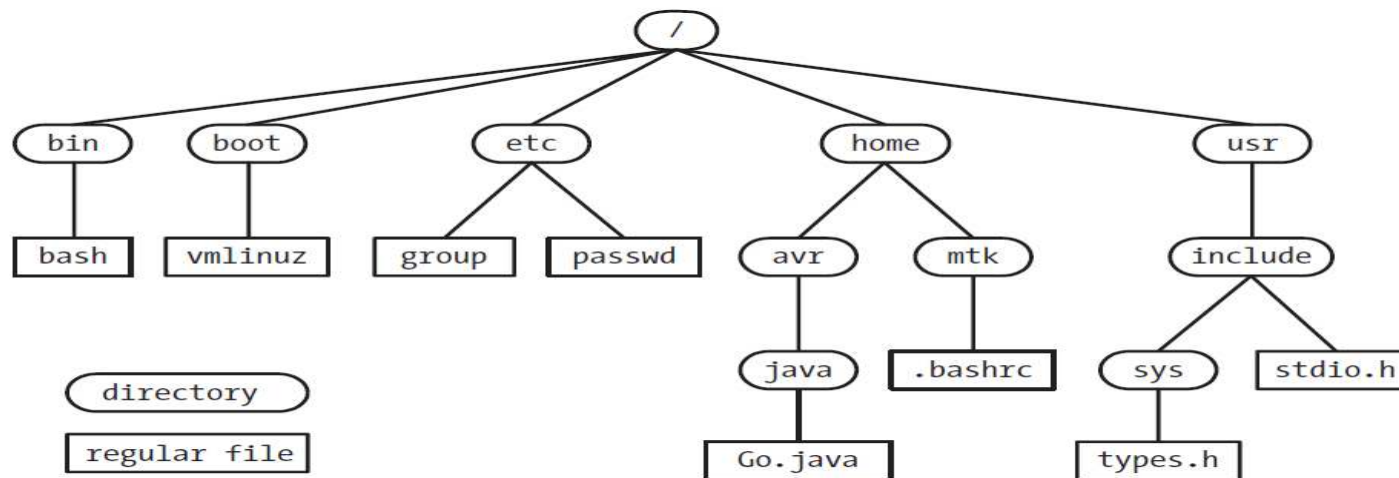 /
bin boot etc home usr
bash vmlinuz group passwd avr mtk include
java .bashrc sys stdio.h
directory
Go.java types.h
regular file